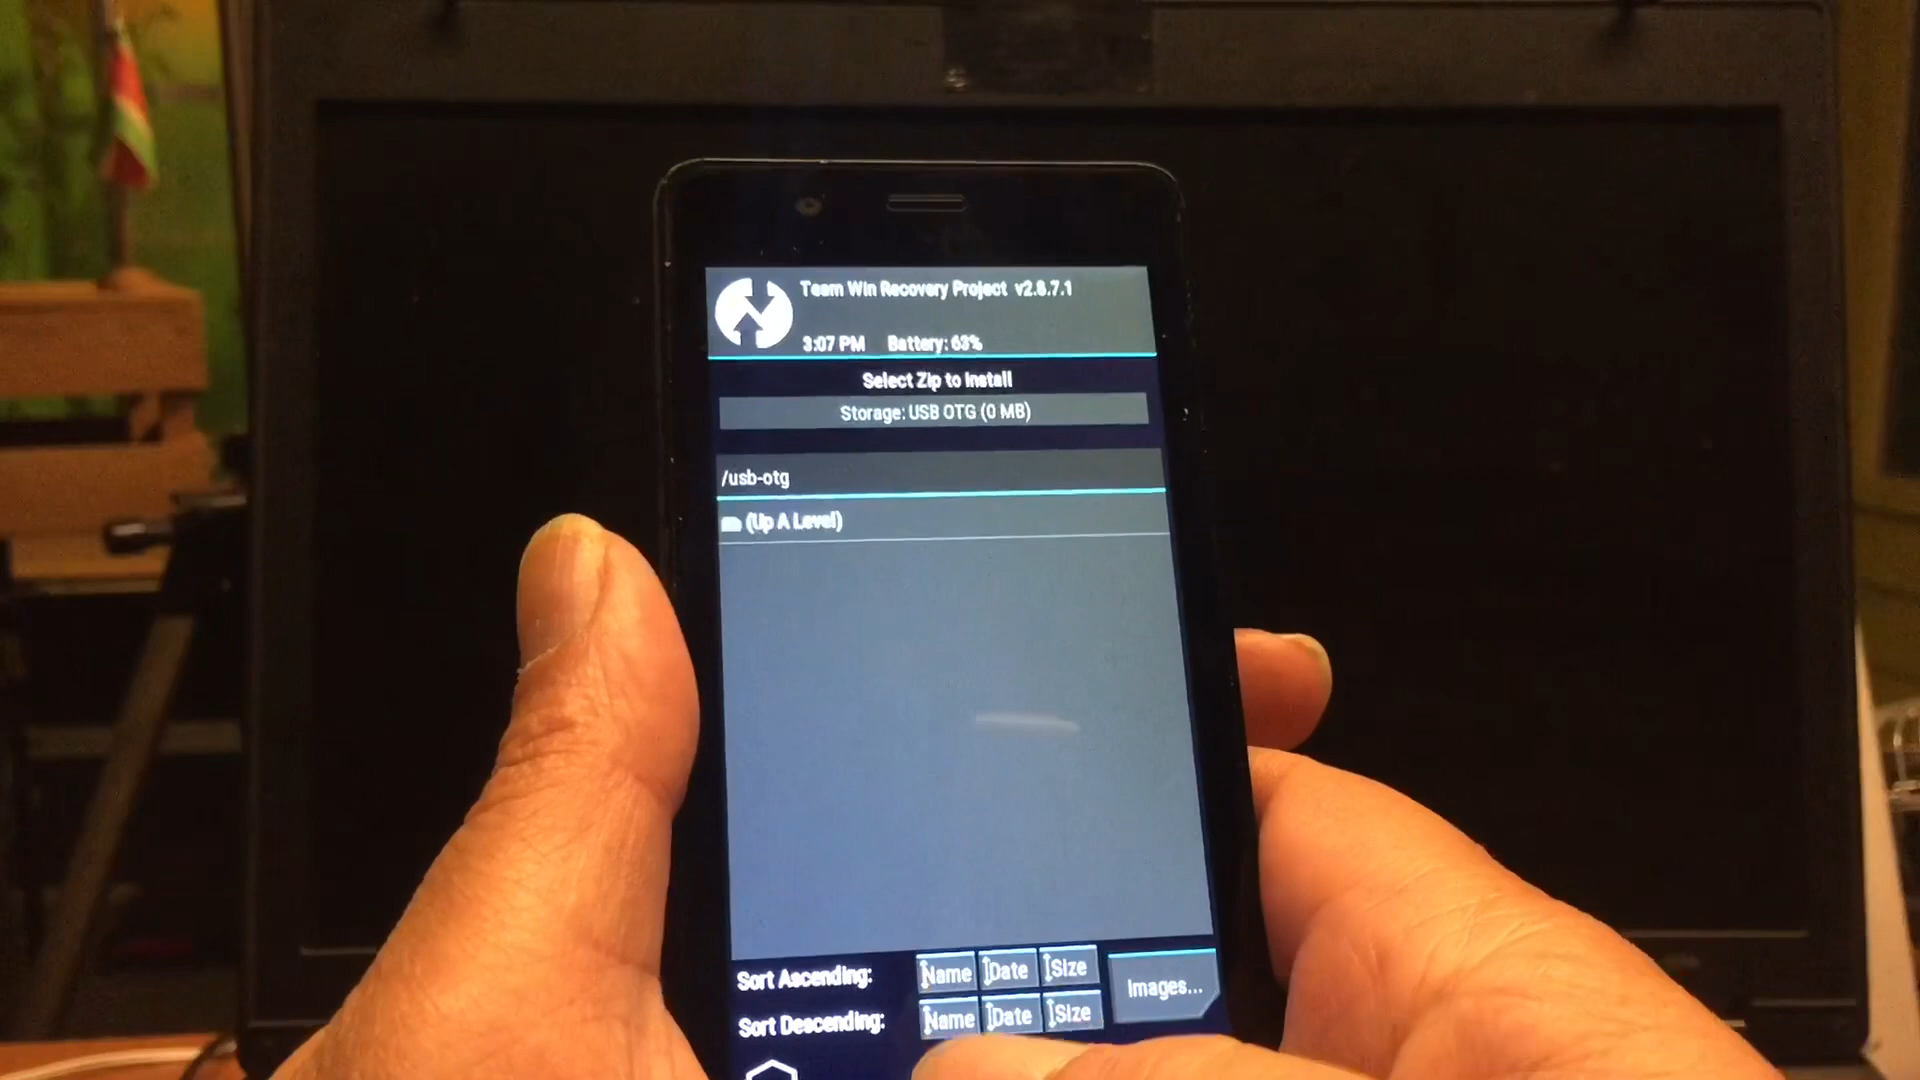 Team Win Recovery Project v2.8.7.1
3:07 PM Battery: 63%
Select Zip to Install
Storage: USB OTG (0 MB)
/usb-otg
(Up A Level)
Sort Ascending: Name Date Size
Images...
Sort Descending: Name Date Size